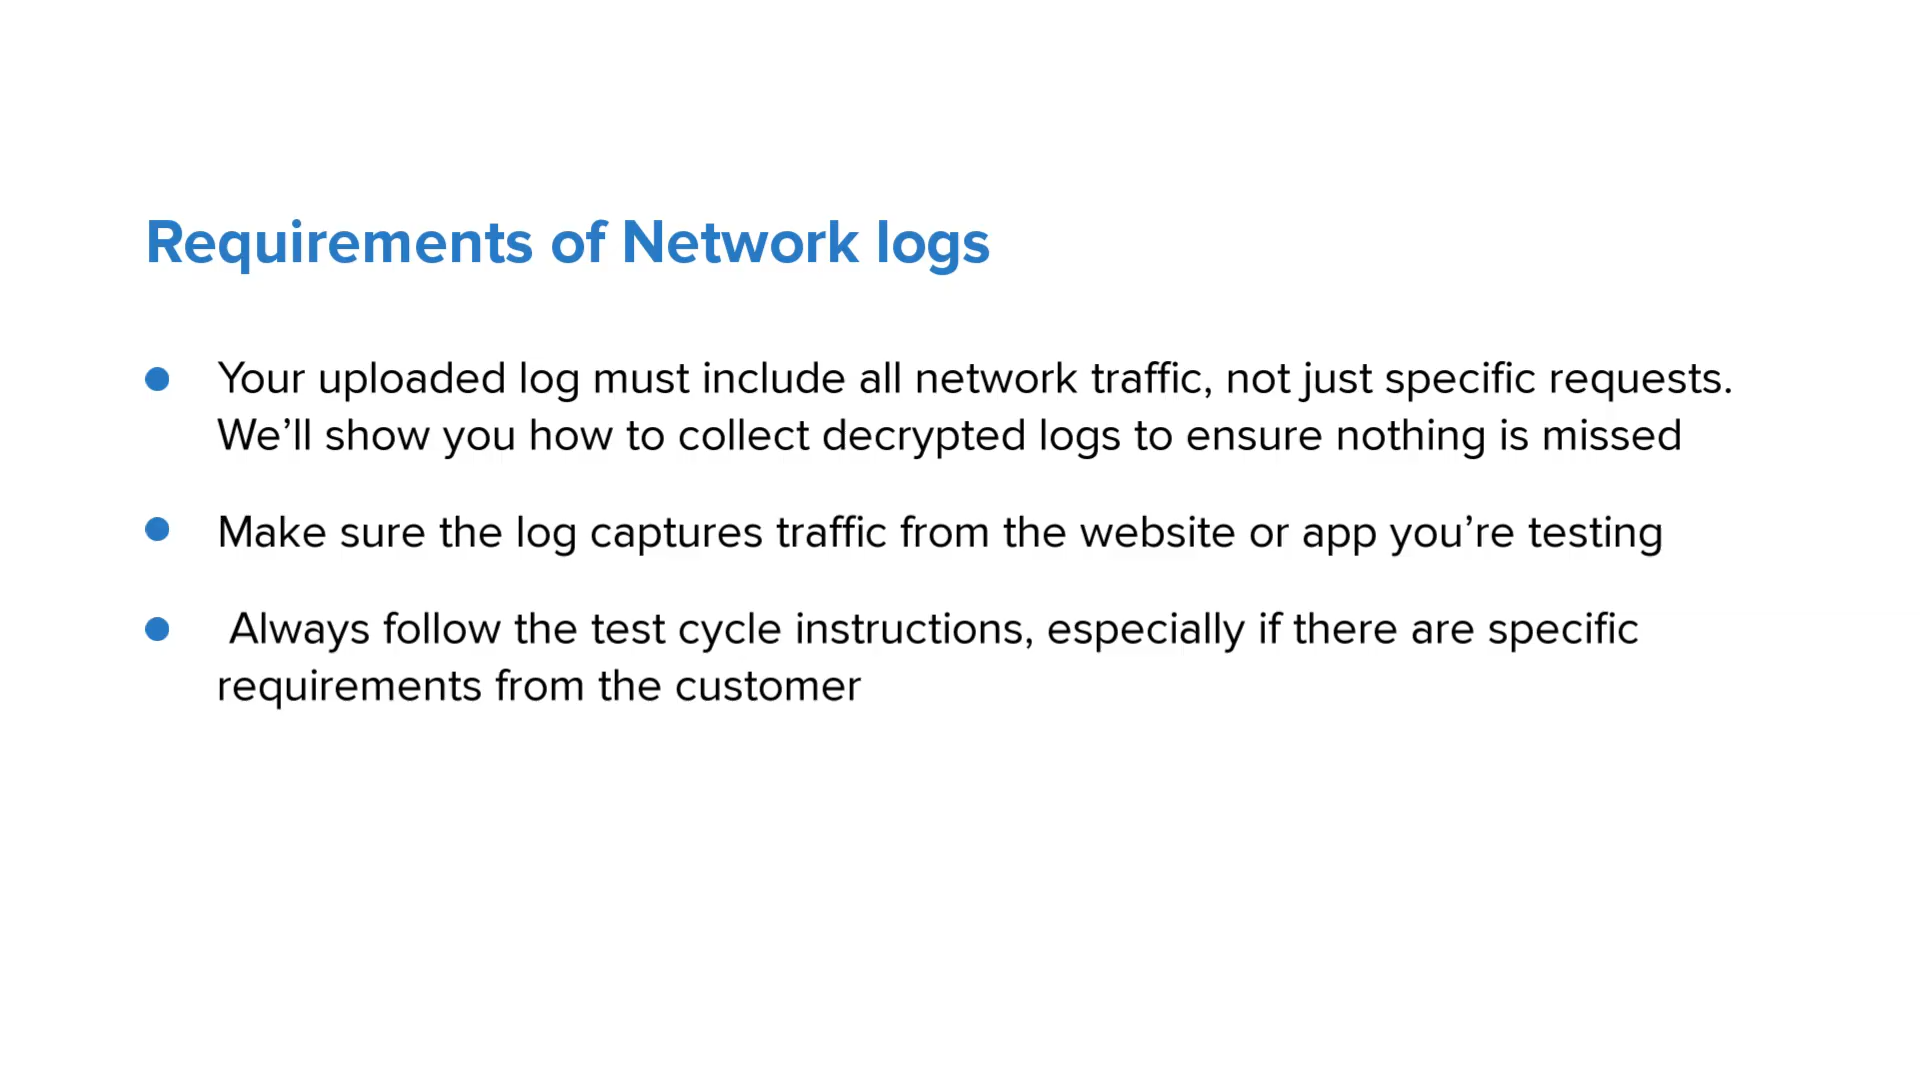 Requirements of Network logs
Your uploaded log must include all network traffic, not just specific requests.
We’ll show you how to collect decrypted logs to ensure nothing is missed
Make sure the log captures traffic from the website or app you’re testing
Always follow the test cycle instructions, especially if there are specific
requirements from the customer